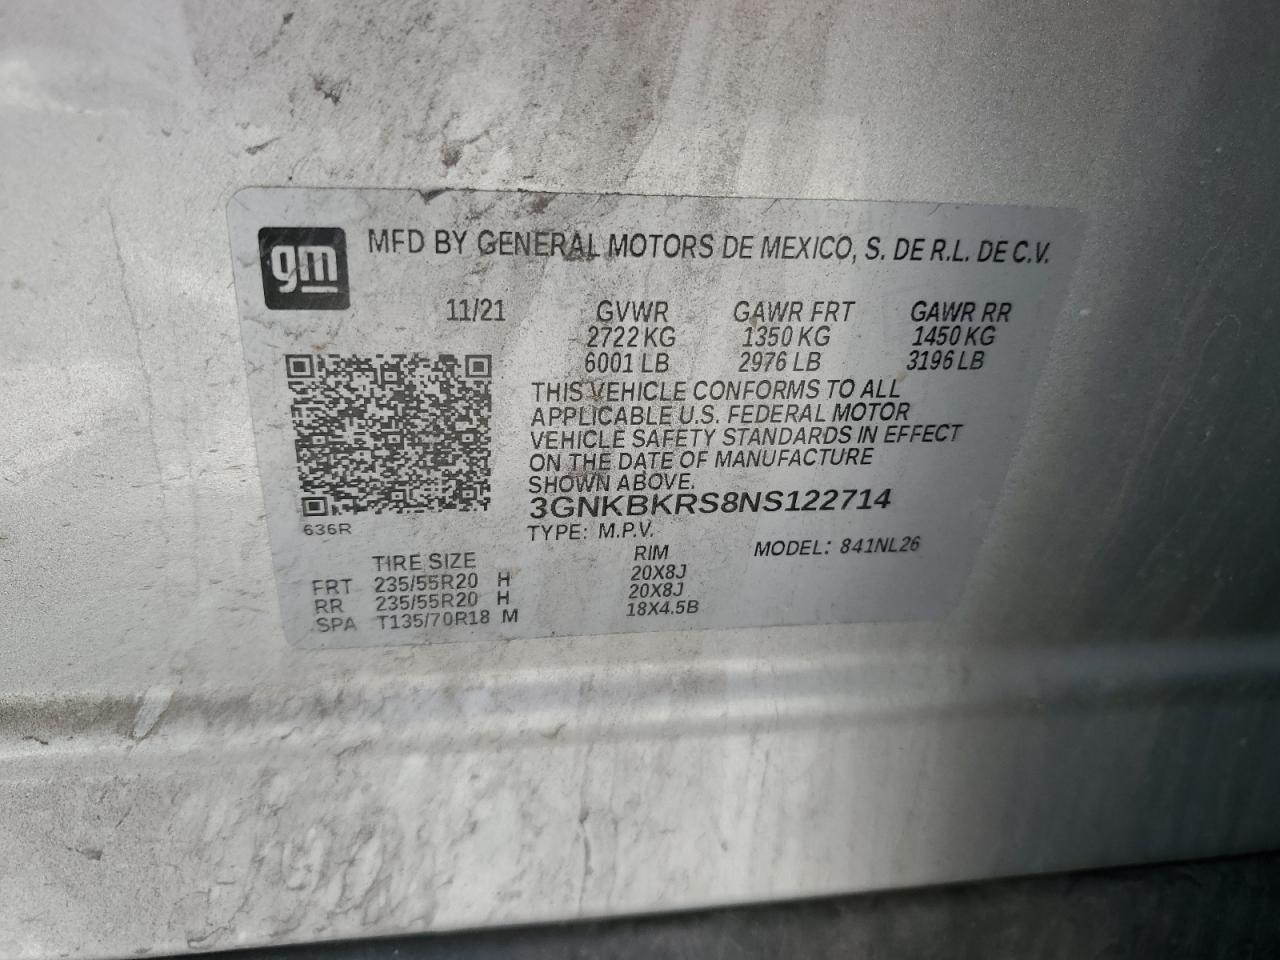 gm MFD BY GENERAL MOTORS DE MEXICO, S. DE R.L. DE C.V.
11/21 GVWR GAWR FRT GAWR RR
2722 KG 1350 KG 1450 KG
6001 LB 2976 LB 3196 LB
THIS VEHICLE CONFORMS TO ALL
APPLICABLE U.S. FEDERAL MOTOR
VEHICLE SAFETY STANDARDS IN EFFECT
ON THE DATE OF MANUFACTURE
SHOWN ABOVE.
3GNKBKRS8NS122714
636R
TYPE: M.P.V. MODEL: 841NL26
TIRE SIZE RIM
FRT 235/55R20 H 20X8J
RR 235/55R20 H 20X8J
SPA T135/70R18 M 18X4.5B